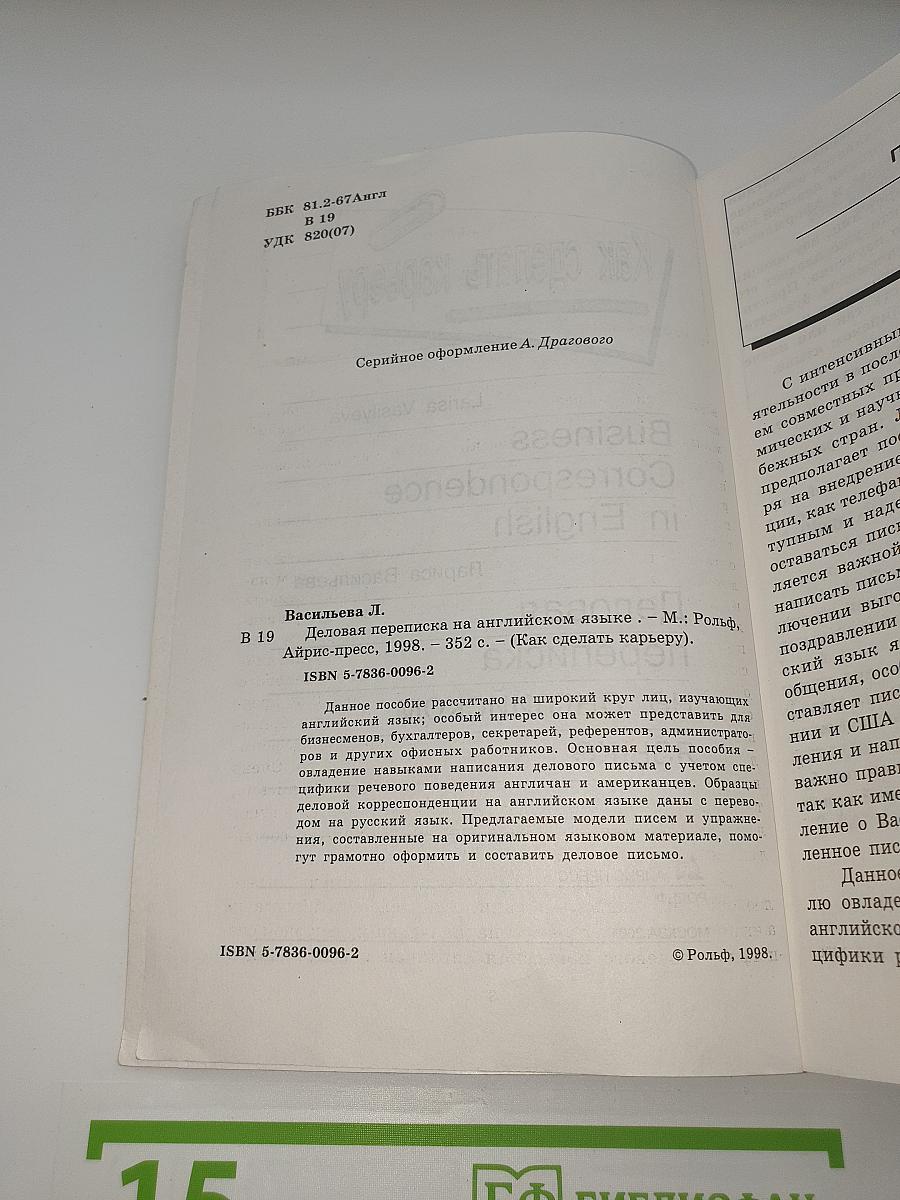 ББК 81.2-67Англ
В 19
УДК 820(07)
Серийное оформление А. Драгового
Васильева Л.
В 19 Деловая переписка на английском языке . – М.: Рольф,
Айрис-пресс, 1998. – 352 с. – (Как сделать карьеру).
ISBN 5-7836-0096-2
Данное пособие рассчитано на широкий круг лиц, изучающих
английский язык; особый интерес она может представить для
бизнесменов, бухгалтеров, секретарей, референтов, администрато-
ров и других офисных работников. Основная цель пособия –
овладение навыками написания делового письма с учетом спе-
цифики речевого поведения англичан и американцев. Образцы
деловой корреспонденции на английском языке даны с перево-
дом на русский язык. Предлагаемые модели писем и упражне-
ния, составленные на оригинальном языковом материале, помо-
гут грамотно оформить и составить деловое письмо.
ISBN 5-7836-0096-2
© Рольф, 1998.
С интенсивным
ятельности в посл
ем совместных пр
мических и научн
бежных стран. Л
предполагает пос
ря на внедрение
ции, как телефа
тупным и наде
оставаться пись
ляется важной
написать письм
лючении выго
поздравлении
ский язык я
общения, осо
ставляет пис
нии и США
ления и нап
важно прави
так как име
ление о Ва
ленное пис
Данное
лю овладе
английско
цифики р
15
БФ БИБЛИОФАН